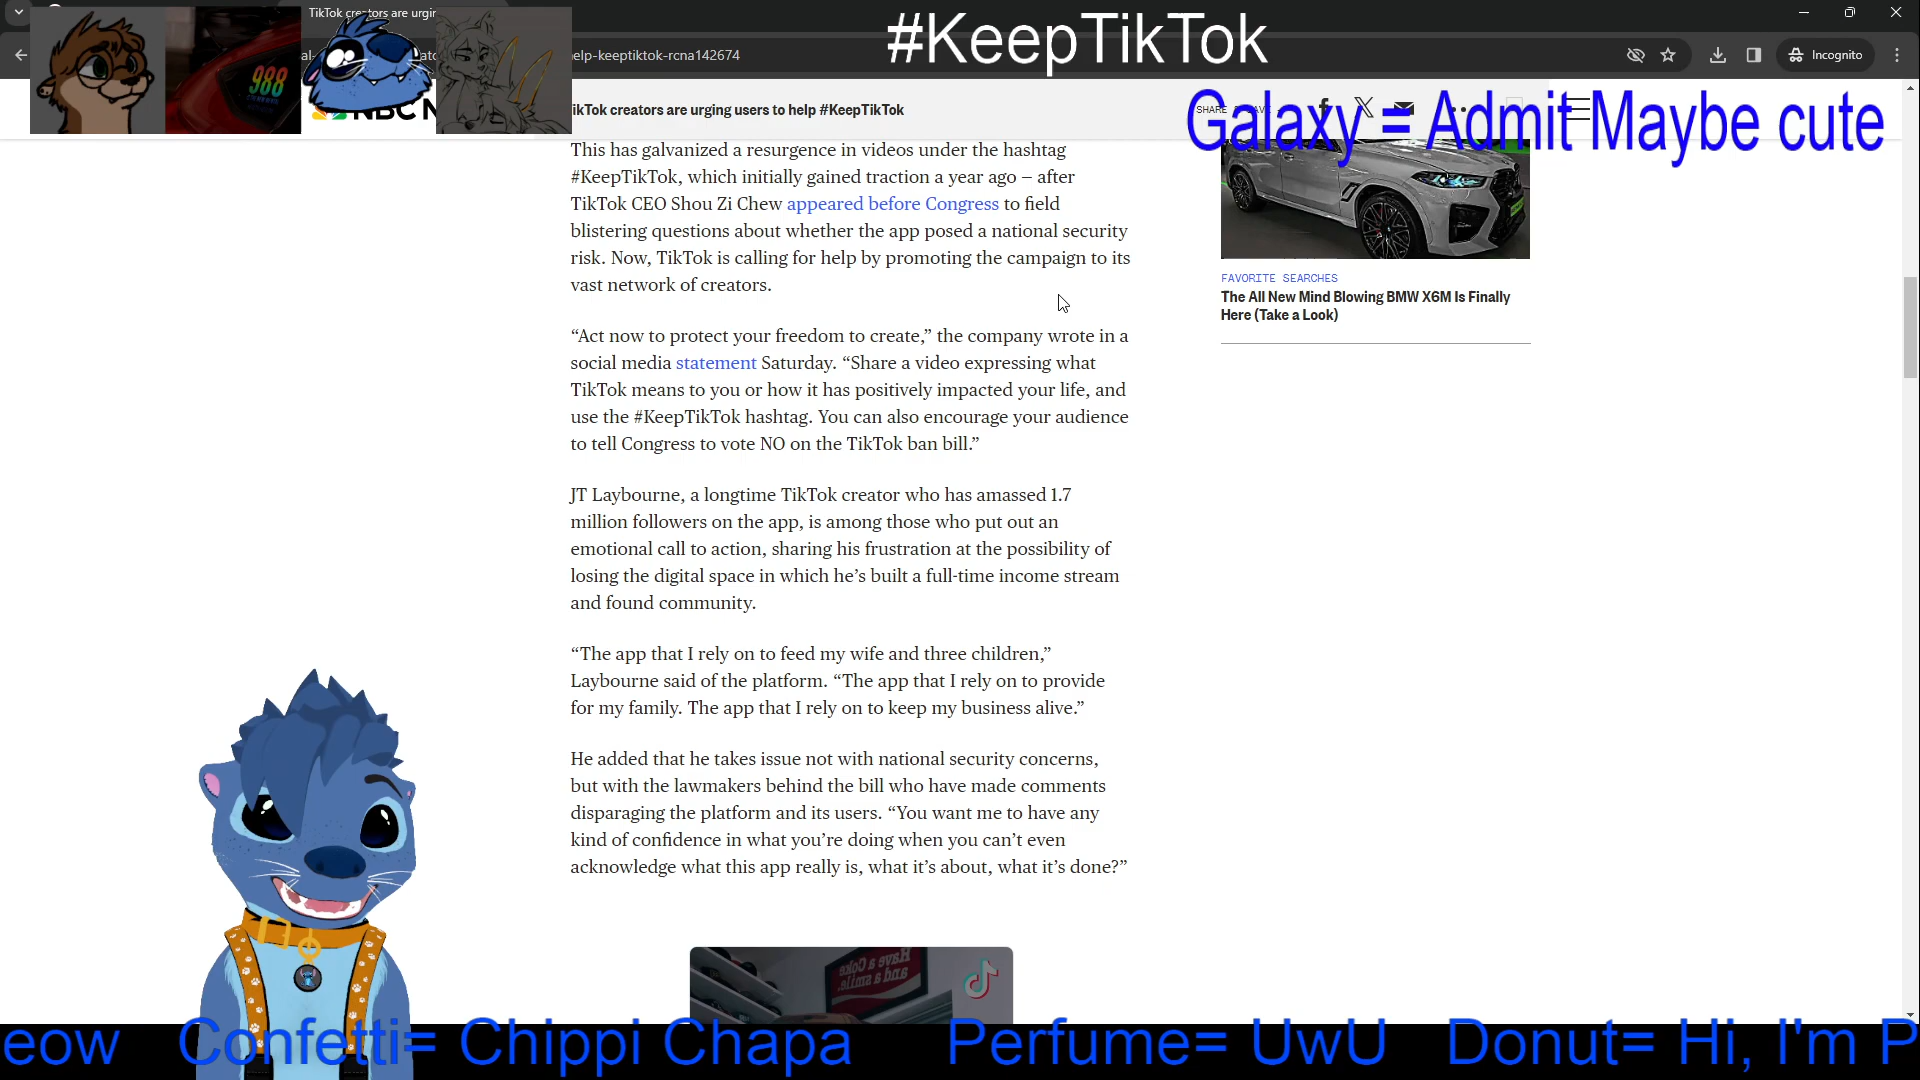 TikTok creators are urgin
#KeepTikTok
elp-keeptiktok-rcna142674
Incognito
988
NBC N
ikTok creators are urging users to help #KeepTikTok
SHARE
Galaxy = Admit Maybe cute
This has galvanized a resurgence in videos under the hashtag
#KeepTikTok, which initially gained traction a year ago – after
TikTok CEO Shou Zi Chew appeared before Congress to field
blistering questions about whether the app posed a national security
risk. Now, TikTok is calling for help by promoting the campaign to its
vast network of creators.
“Act now to protect your freedom to create,” the company wrote in a
social media statement Saturday. “Share a video expressing what
TikTok means to you or how it has positively impacted your life, and
use the #KeepTikTok hashtag. You can also encourage your audience
to tell Congress to vote NO on the TikTok ban bill.”
JT Laybourne, a longtime TikTok creator who has amassed 1.7
million followers on the app, is among those who put out an
emotional call to action, sharing his frustration at the possibility of
losing the digital space in which he’s built a full-time income stream
and found community.
“The app that I rely on to feed my wife and three children,”
Laybourne said of the platform. “The app that I rely on to provide
for my family. The app that I rely on to keep my business alive.”
He added that he takes issue not with national security concerns,
but with the lawmakers behind the bill who have made comments
disparaging the platform and its users. “You want me to have any
kind of confidence in what you’re doing when you can’t even
acknowledge what this app really is, what it’s about, what it’s done?”
FAVORITE SEARCHES
The All New Mind Blowing BMW X6M Is Finally
Here (Take a Look)
Have a Coke
and a smile
eow Confetti= Chippi Chapa Perfume= UwU Donut= Hi, I'm P